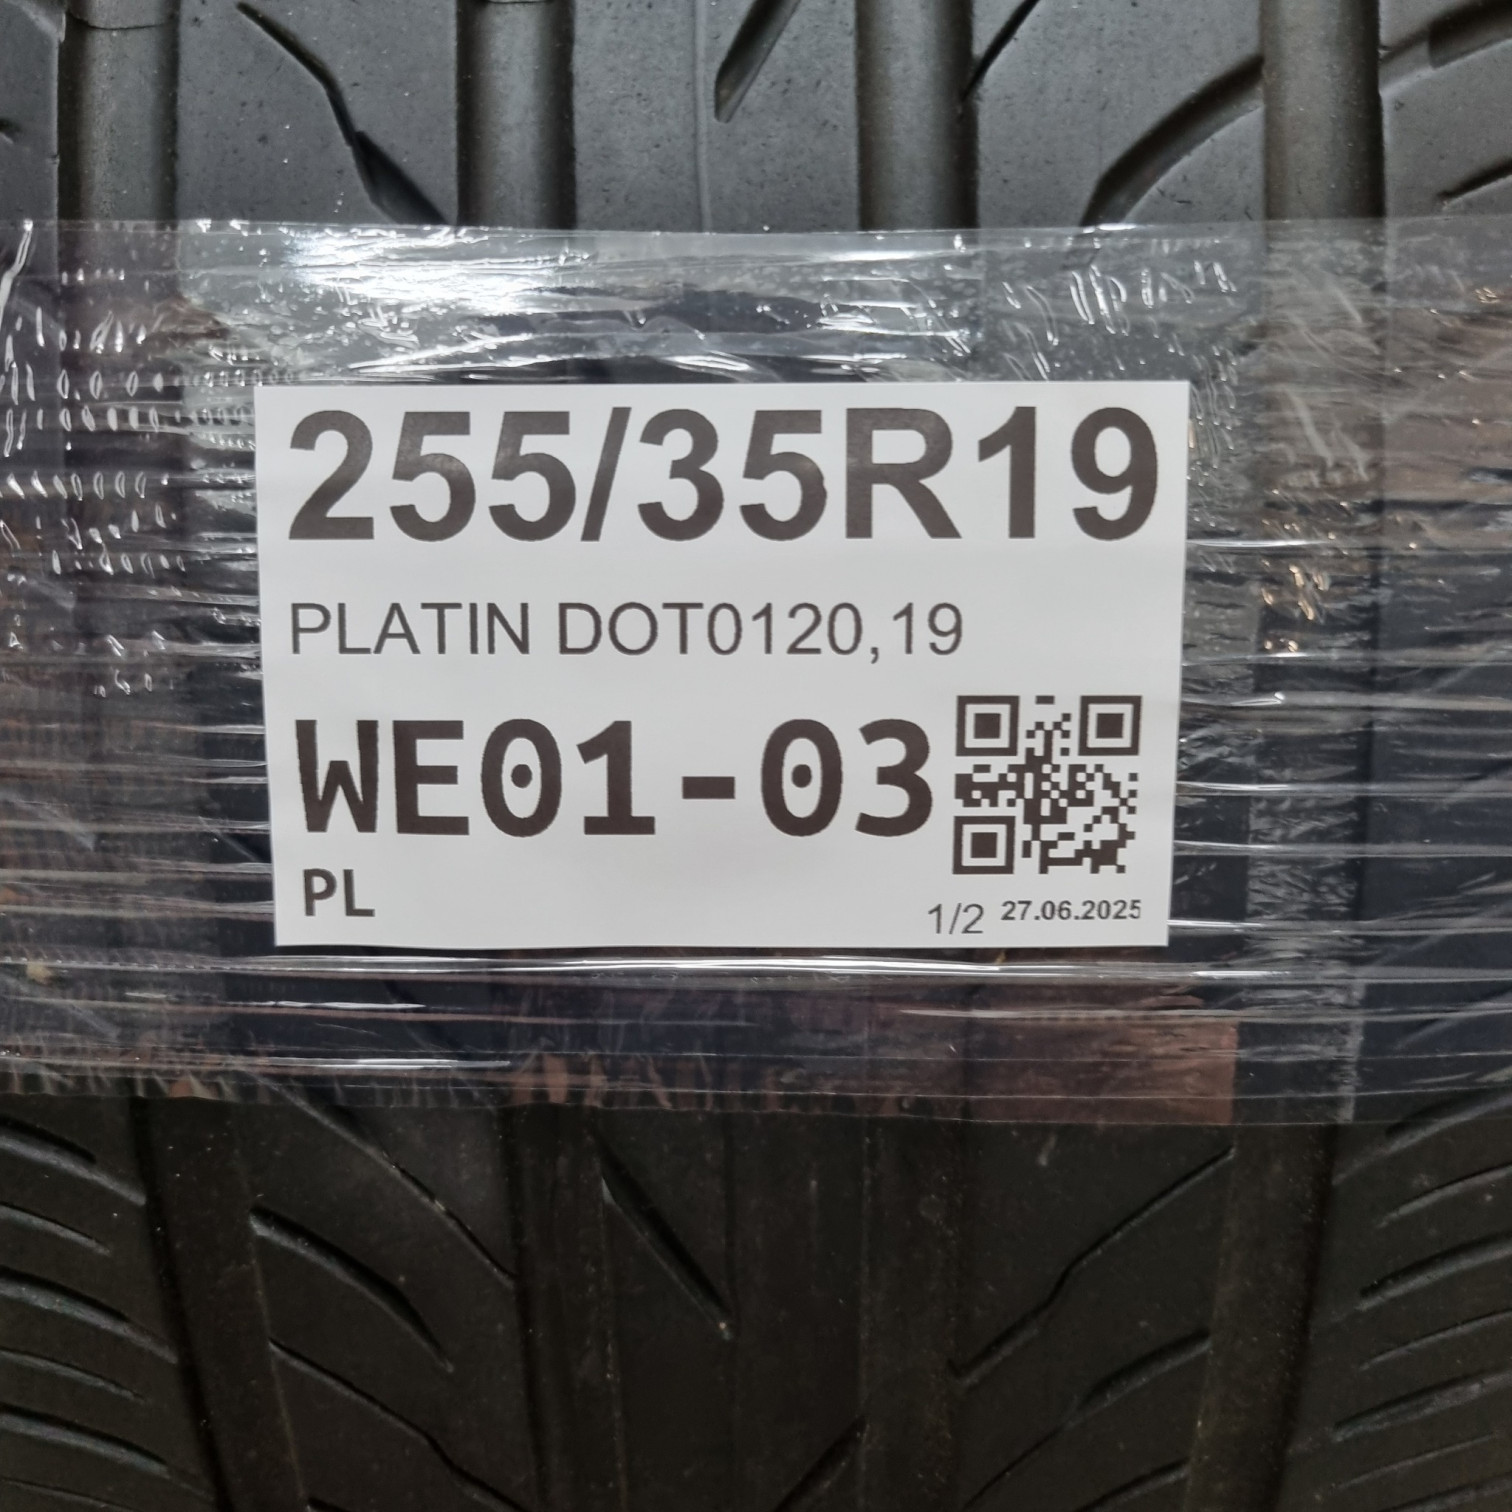 255/35R19
PLATIN DOT0120,19
WE01-03
PL
1/2 27.06.2025